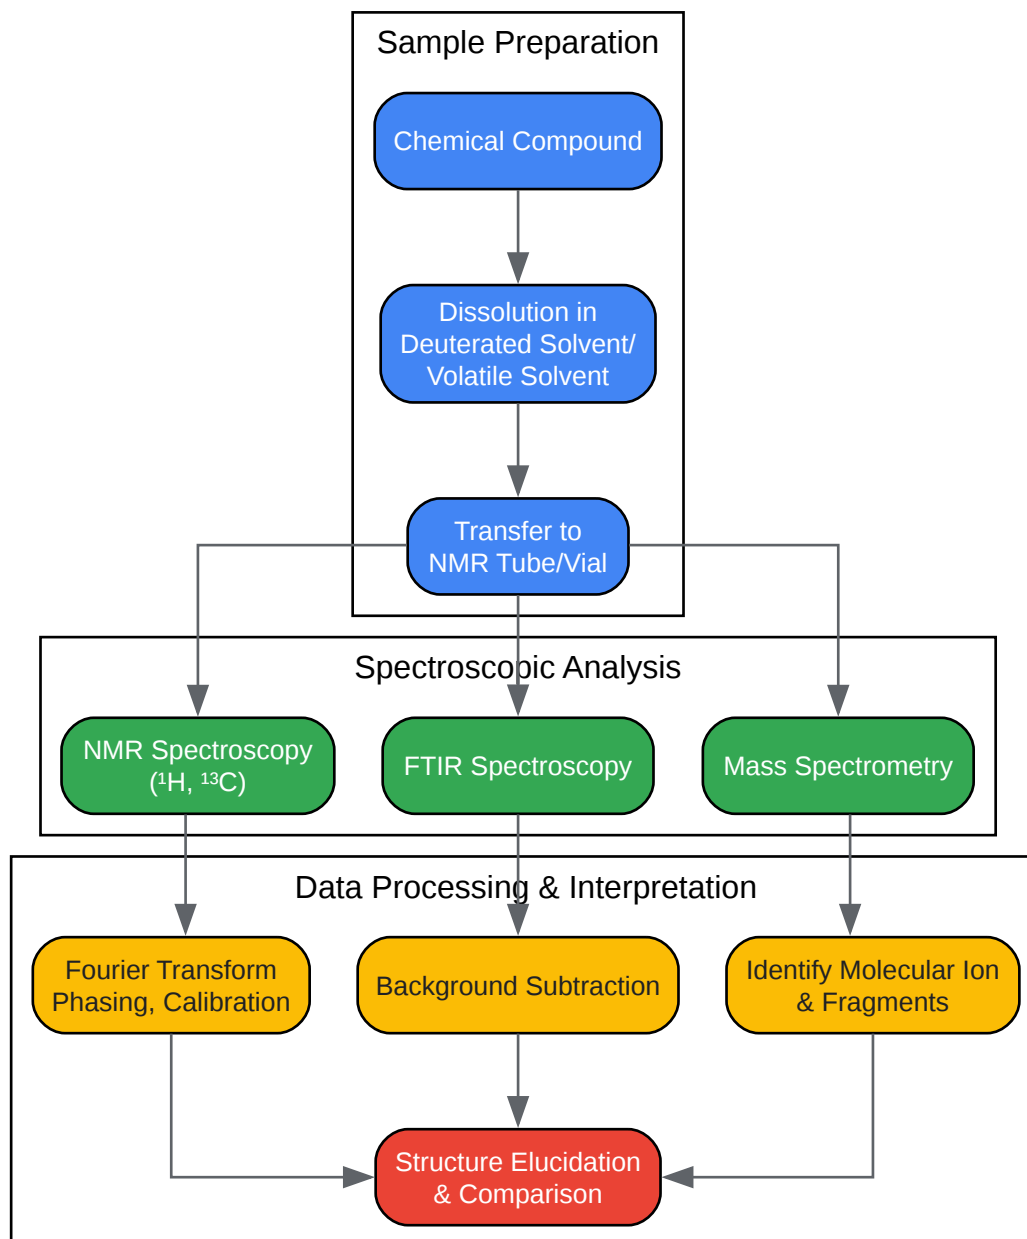 Sample Preparation
Chemical Compound
Dissolution in
Deuterated Solvent/
Volatile Solvent
Transfer to
NMR Tube/Vial
Spectroscopic Analysis
NMR Spectroscopy
(¹H, ¹³C)
FTIR Spectroscopy
Mass Spectrometry
Data Processing & Interpretation
Fourier Transform
Phasing, Calibration
Background Subtraction
Identify Molecular Ion
& Fragments
Structure Elucidation
& Comparison